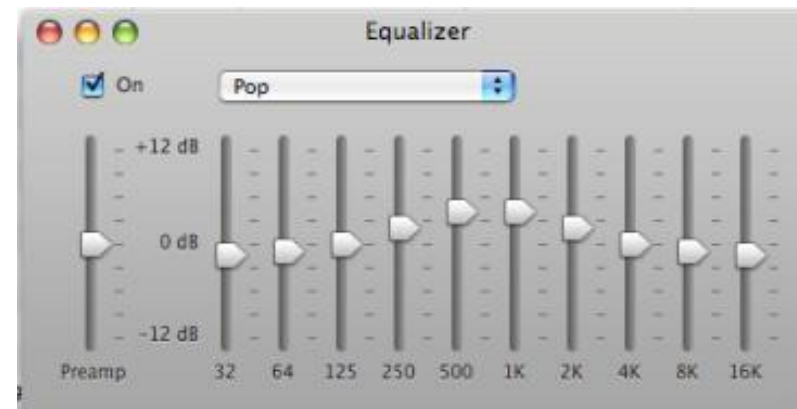 Equalizer
On Pop
+12 dB
0 dB
-12 dB
Preamp 32 64 125 250 500 1K 2K 4K 8K 16K